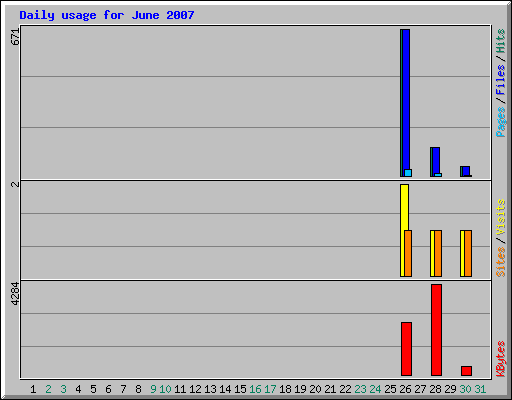 Daily usage for June 2007
671
2
4284
Pages/Files/Hits
Sites/Visits
KBytes
1 2 3 4 5 6 7 8 9 10 11 12 13 14 15 16 17 18 19 20 21 22 23 24 25 26 27 28 29 30 31